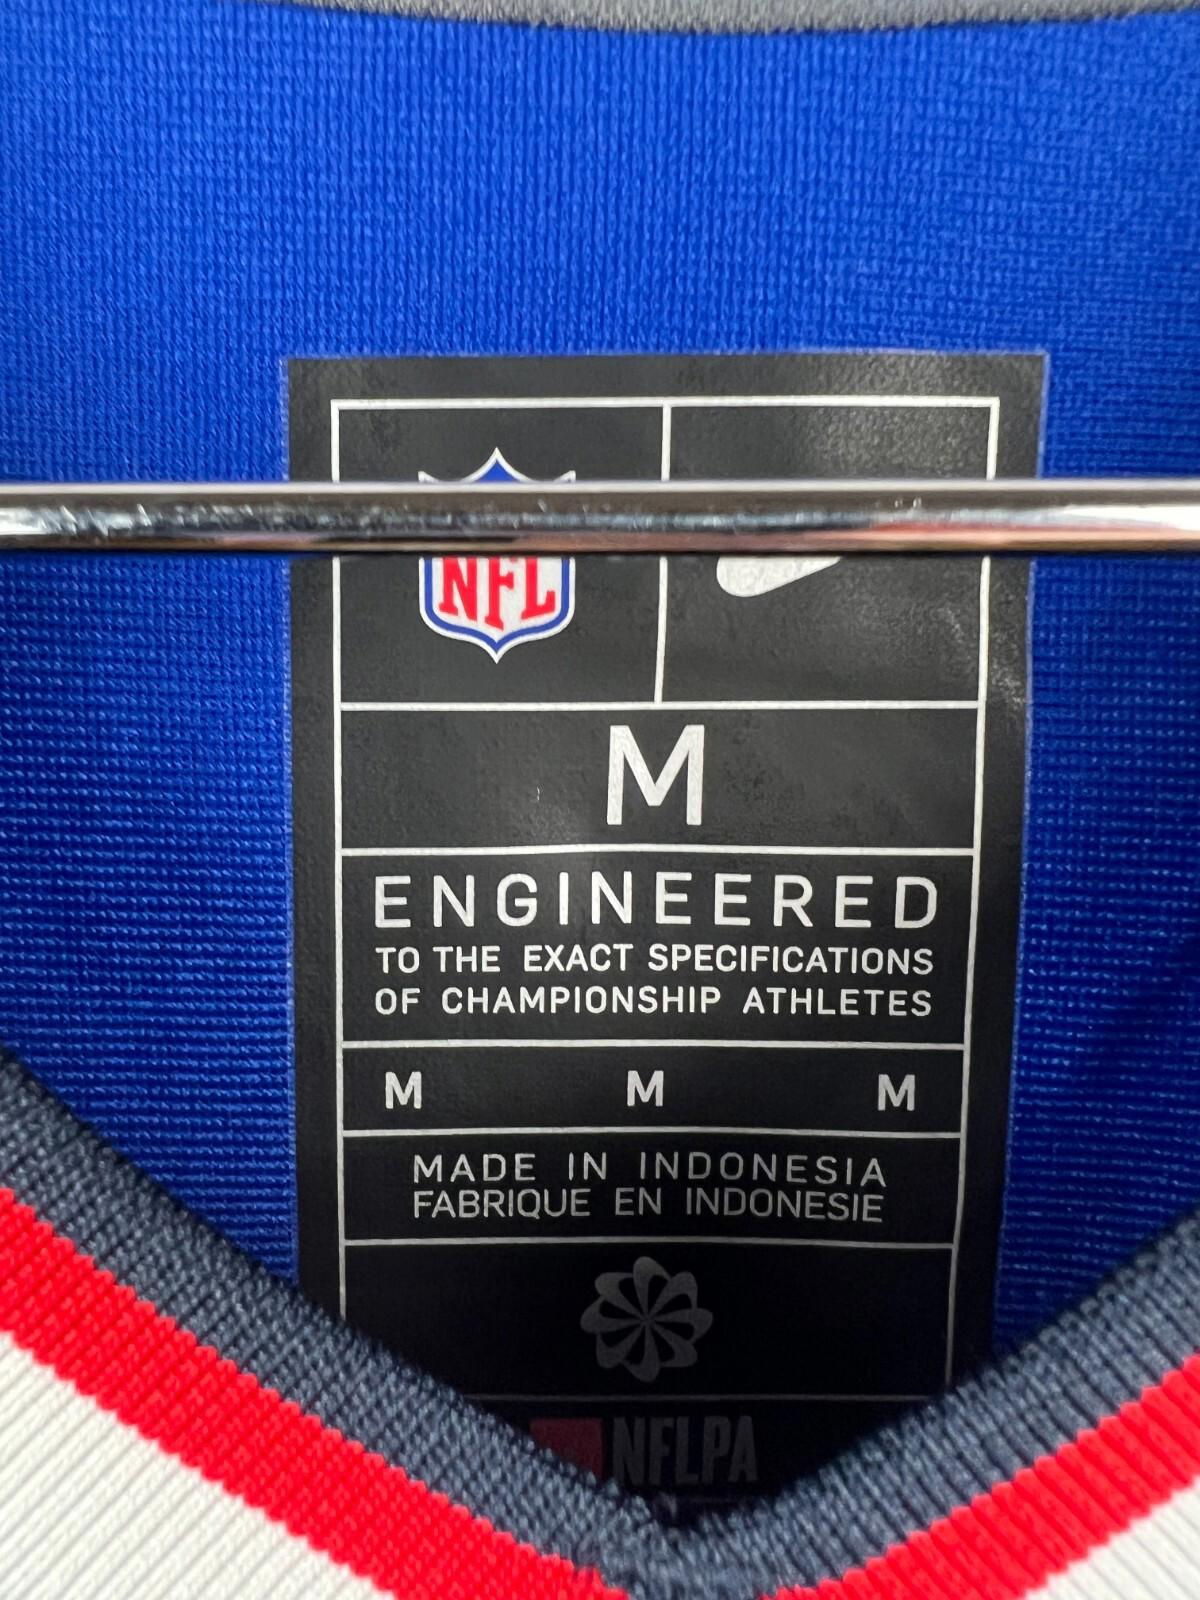 NFL
M
ENGINEERED
TO THE EXACT SPECIFICATIONS
OF CHAMPIONSHIP ATHLETES
M M M
MADE IN INDONESIA
FABRIQUE EN INDONESIE
NFLPA